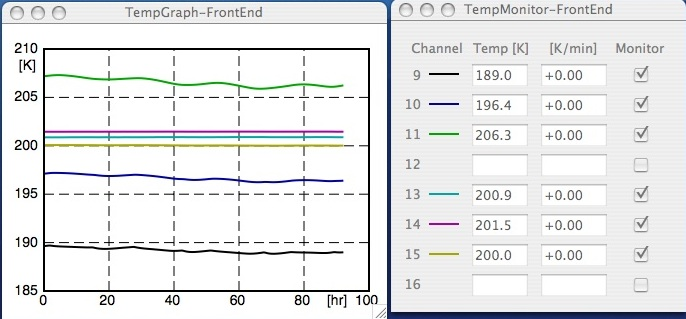 TempGraph-FrontEnd
210
[K]
205
200
195
190
185
0 20 40 60 80 [hr] 100
TempMonitor-FrontEnd
Channel Temp [K] [K/min] Monitor
9 189.0 +0.00
10 196.4 +0.00
11 206.3 +0.00
12
13 200.9 +0.00
14 201.5 +0.00
15 200.0 +0.00
16